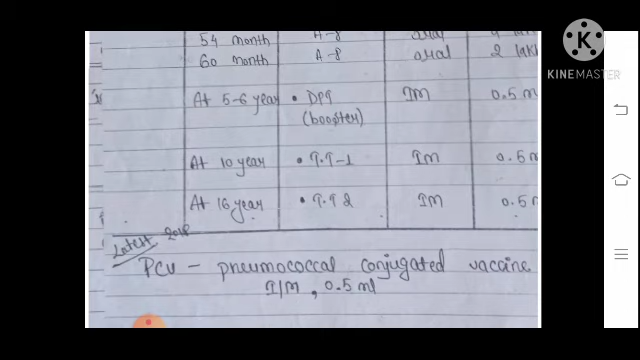 54 month A-8 oral
60 month A-8 oral 2 lakh
KINEMASTER
At 5-6 year • DPT IM 0.5 m
(booster)
At 10 year • T.T-1 IM 0.5 m
At 16 year • T.T 2 IM 0.5 m
Latest 2018
PCV - pneumococcal conjugated vaccine
I/M, 0.5 ml